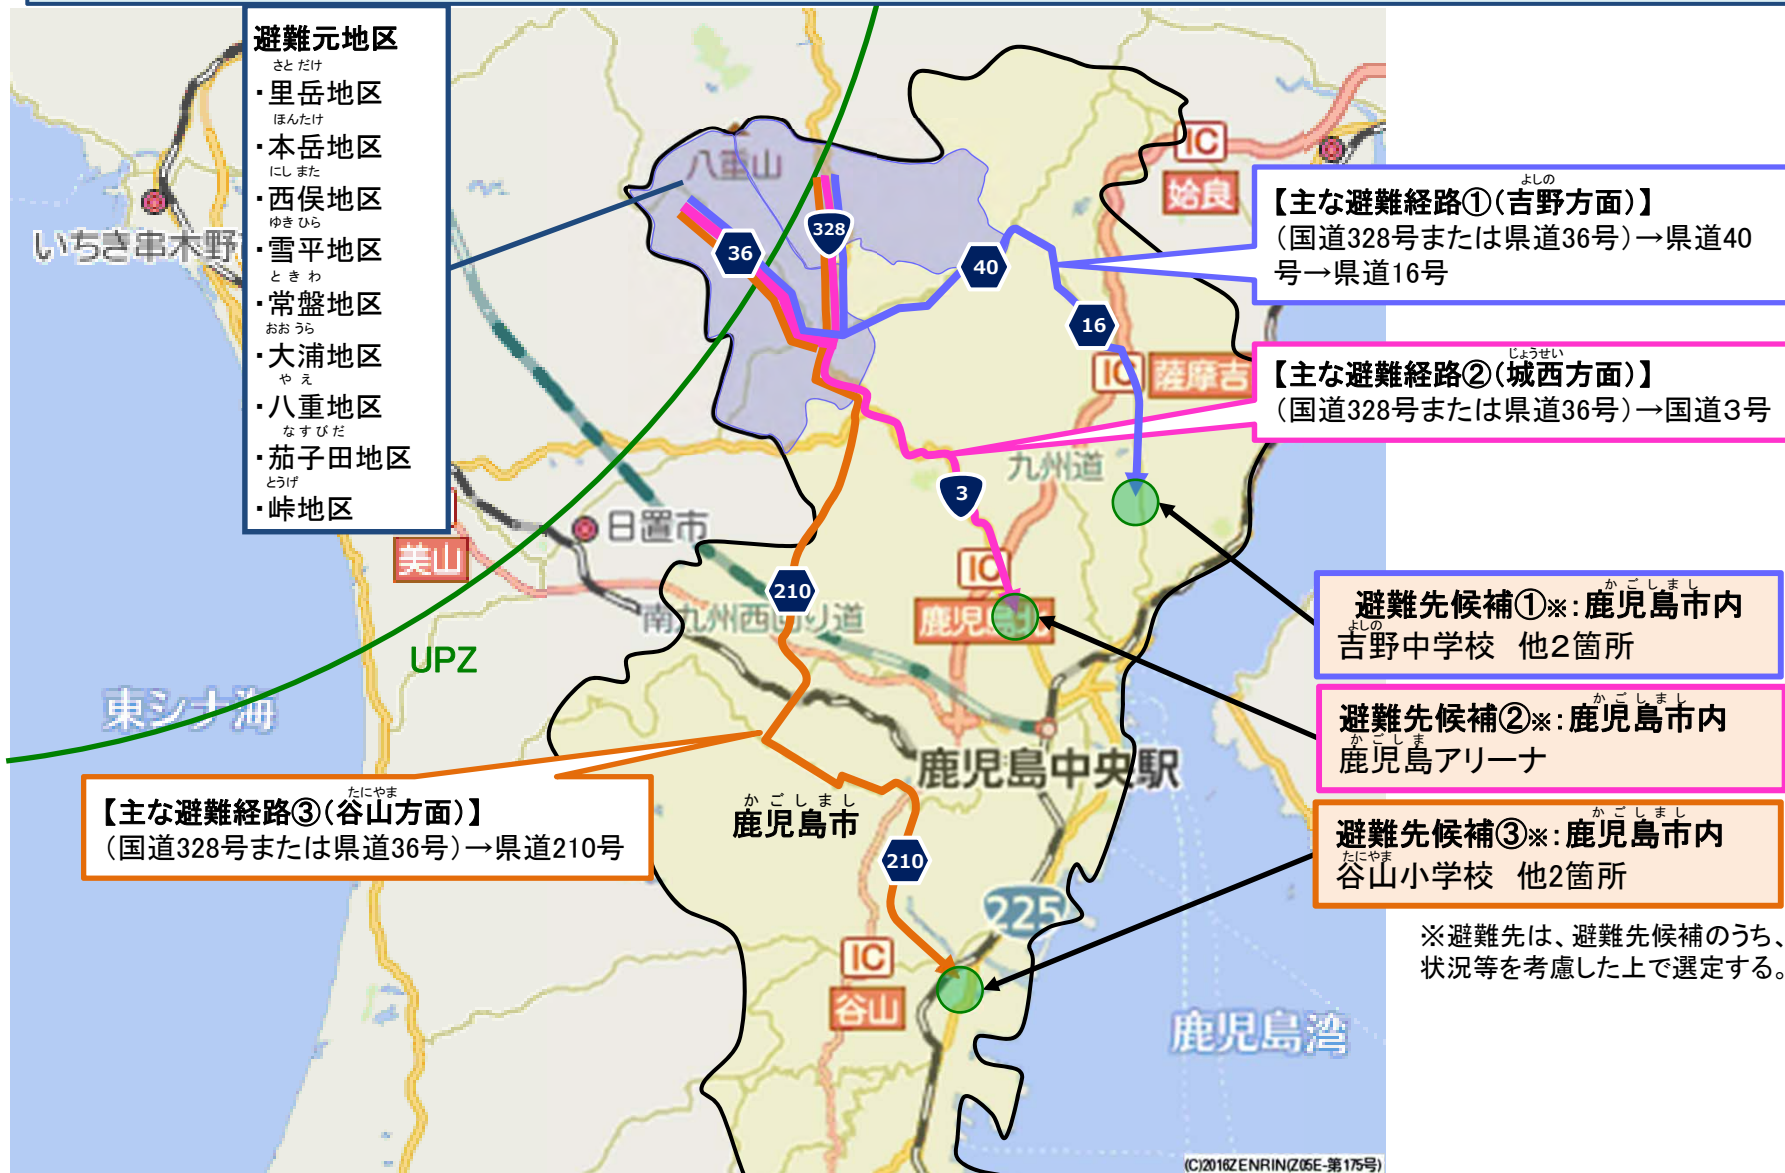 避難元地区
さと だけ
・里岳地区
ほんたけ
・本岳地区
にし また
・西俣地区
ゆき ひら
・雪平地区
と き わ
・常盤地区
おお うら
・大浦地区
や え
・八重地区
な す び だ
・茄子田地区
とうげ
・峠地区
八重山
いちき串木野
36
328
40
16
IC
姶良
よしの
【主な避難経路①(吉野方面)】
(国道328号または県道36号)→県道40
号→県道16号
IC
薩摩吉
じょうせい
【主な避難経路②(城西方面)】
(国道328号または県道36号)→国道3号
九州道
3
日置市
美山
210
南九州西回り道
IC
鹿児島北
UPZ
東シナ海
か ご し ま し
避難先候補①※:鹿児島市内
よしの
吉野中学校 他2箇所
か ご し ま し
避難先候補②※:鹿児島市内
か ご し ま
鹿児島アリーナ
か ご し ま し
避難先候補③※:鹿児島市内
たにやま
谷山小学校 他2箇所
※避難先は、避難先候補のうち、
状況等を考慮した上で選定する。
鹿児島中央駅
か ご し ま し
鹿児島市
たにやま
【主な避難経路③(谷山方面)】
(国道328号または県道36号)→県道210号
210
225
IC
谷山
鹿児島湾
(C)2016ZENRIN(Z05E-第175号)